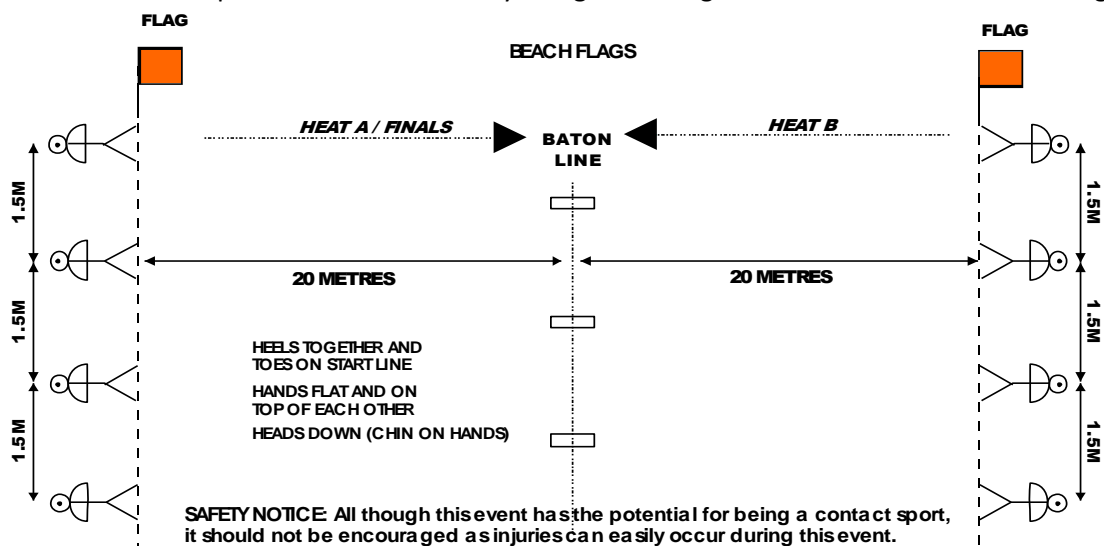 FLAG
FLAG
BEACH FLAGS
HEAT A / FINALS
HEAT B
BATON
LINE
1.5M
1.5M
20 METRES
20 METRES
1.5M
1.5M
HEELS TOGETHER AND
TOES ON START LINE
HANDS FLAT AND ON
TOP OF EACH OTHER
HEADS DOWN (CHIN ON HANDS)
1.5M
1.5M
SAFETY NOTICE: All though this event has the potential for being a contact sport,
it should not be encouraged as injuries can easily occur during this event.